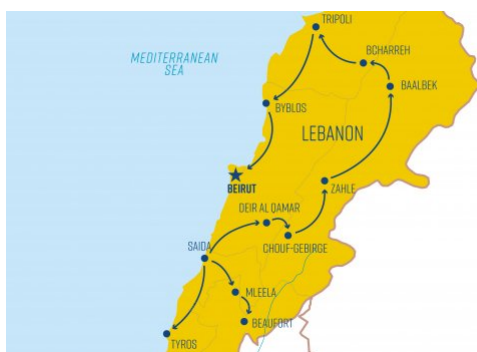 TRIPOLI
MEDITERRANEAN
SEA
BCHARREH
BAALBEK
BYBLOS
LEBANON
BEIRUT
ZAHLE
DEIR AL QAMAR
SAIDA
CHOUF-GEBIRGE
MLEELA
BEAUFORT
TYROS